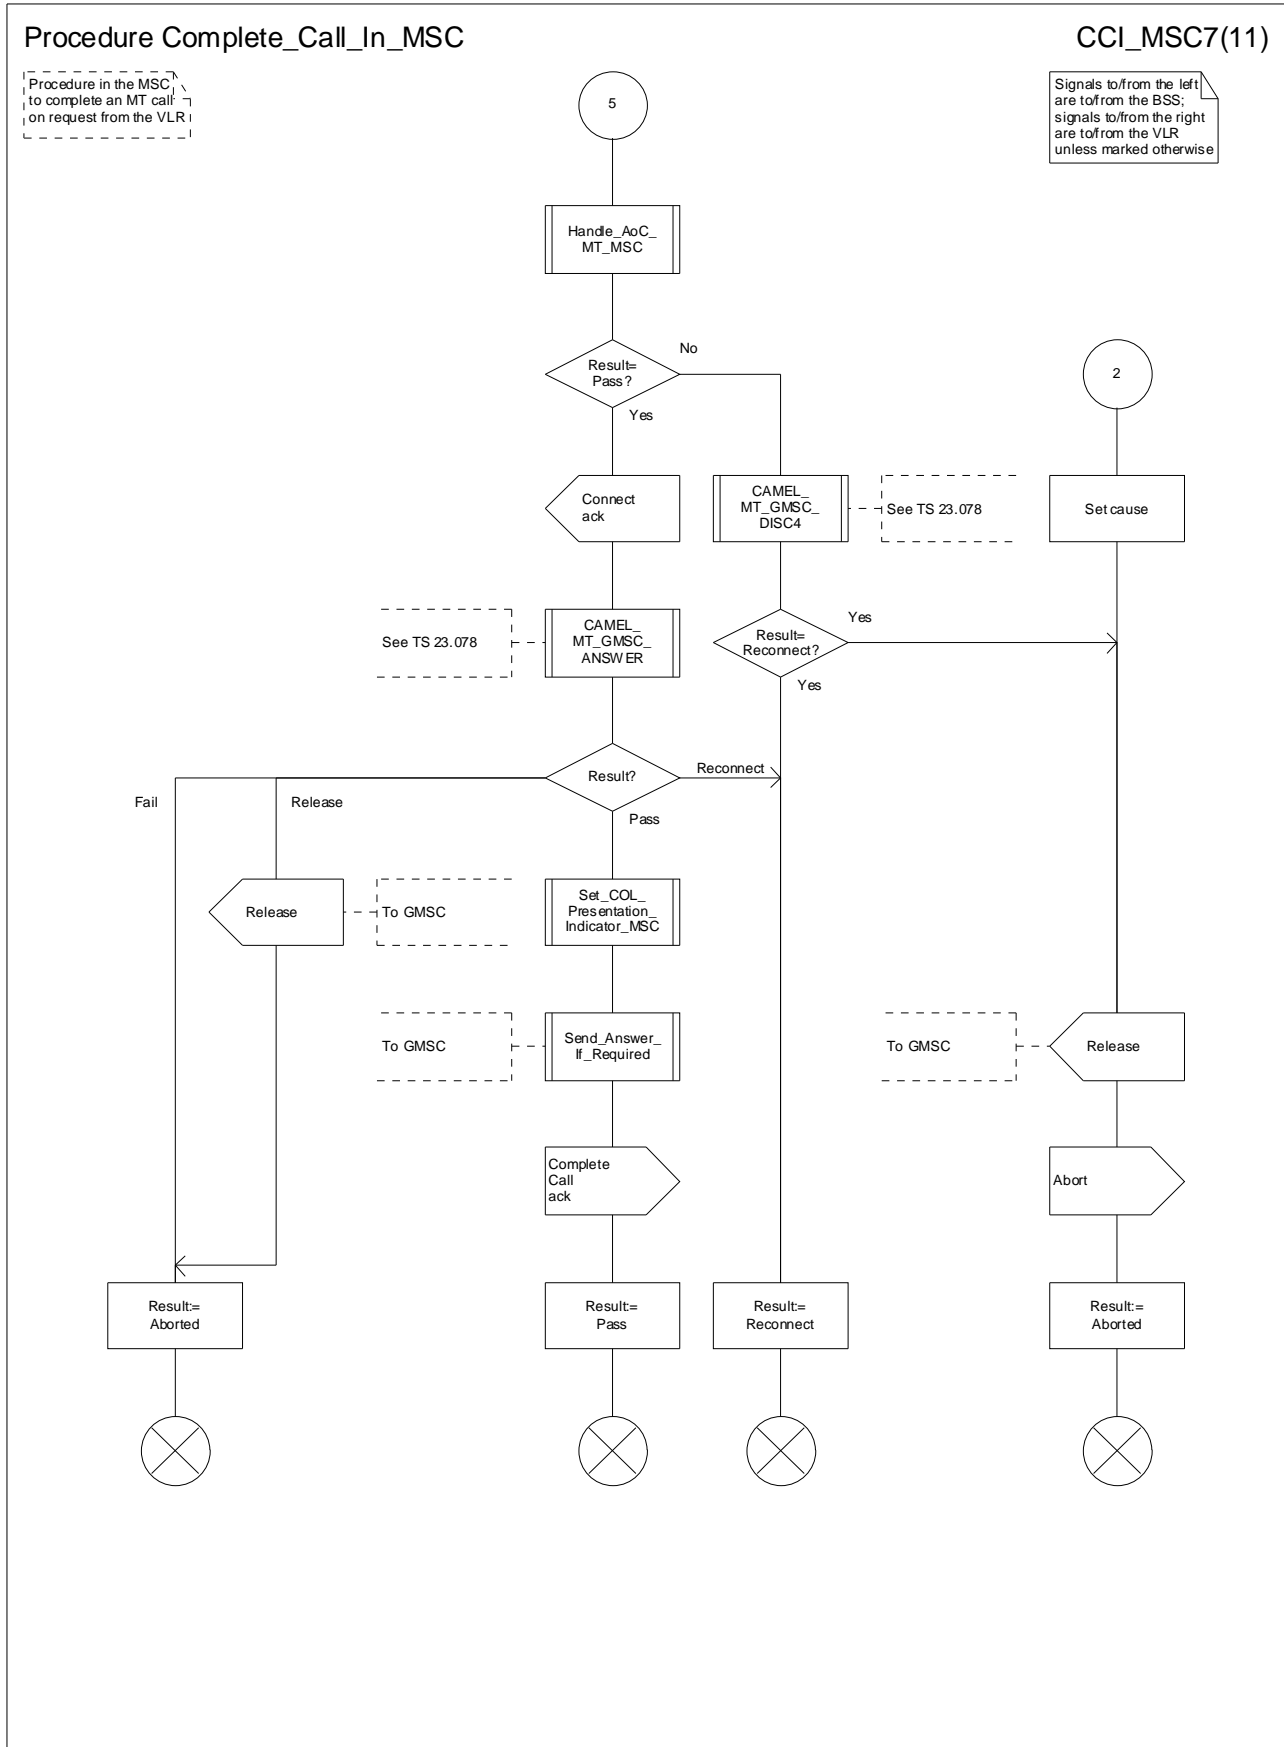 Procedure Complete_Call_In_MSC
CCI_MSC7(11)
Procedure in the MSC
to complete an MT call
on request from the VLR
Signals to/from the left
are to/from the BSS;
signals to/from the right
are to/from the VLR
unless marked otherwise
5
Handle_AoC_
MT_MSC
No
Result=
Pass?
Yes
2
Connect
ack
CAMEL_
MT_GMSC_
DISC4
See TS 23.078
Set cause
See TS 23.078
CAMEL_
MT_GMSC_
ANSWER
Result=
Reconnect?
Yes
Yes
Result?
Reconnect
Fail
Release
Pass
Release
To GMSC
Set_COL_
Presentation_
Indicator_MSC
To GMSC
Send_Answer_
If_Required
To GMSC
Release
Complete
Call
ack
Abort
Result:=
Aborted
Result:=
Pass
Result:=
Reconnect
Result:=
Aborted